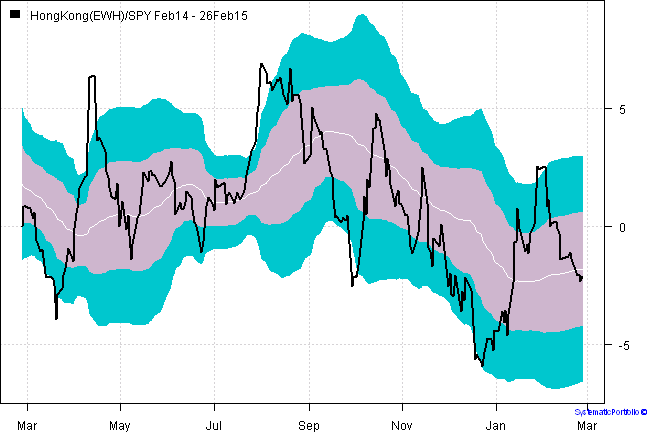 HongKong(EWH)/SPY Feb14 - 26Feb15
5
0
-5
SystematicPortfolio ©
Mar May Jul Sep Nov Jan Mar